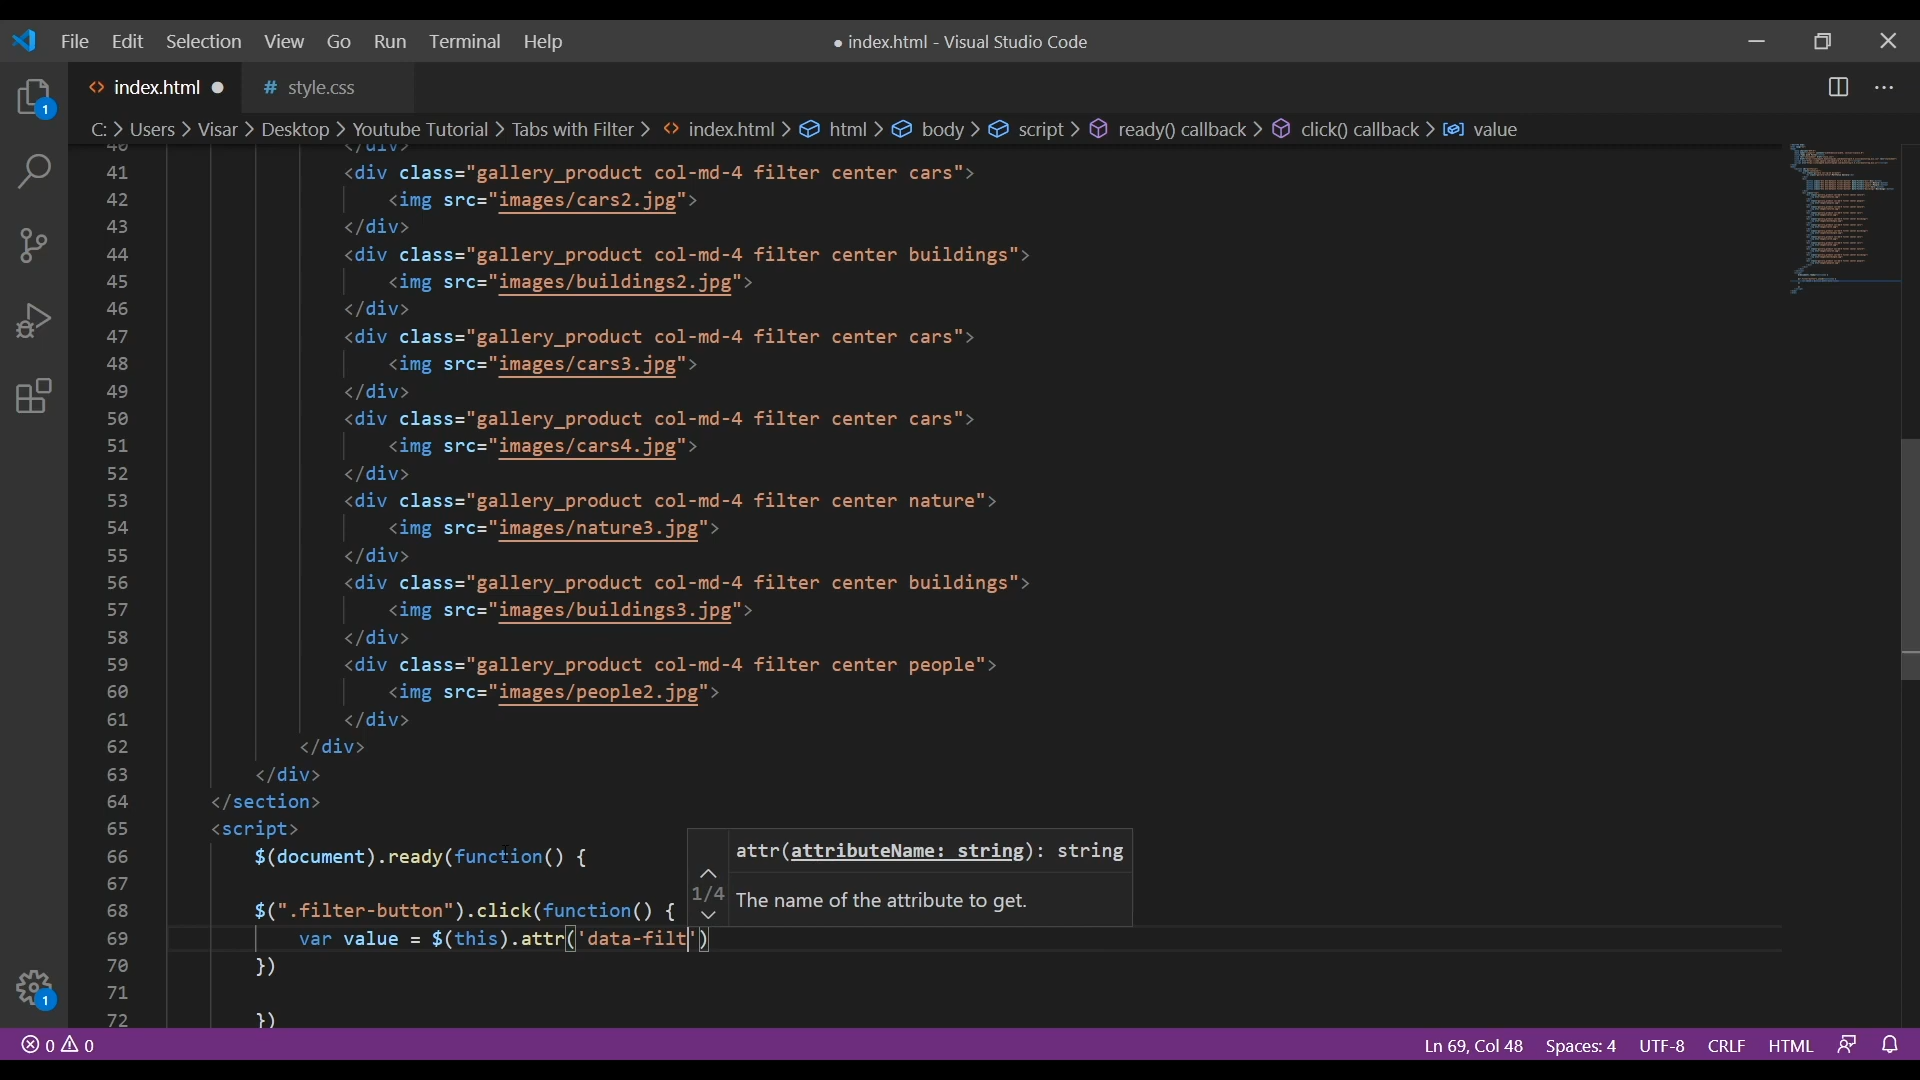 File Edit Selection View Go Run Terminal Help
● index.html - Visual Studio Code
<> index.html ●
# style.css
C: > Users > Visar > Desktop > Youtube Tutorial > Tabs with Filter > <> index.html > html > body > script > ready() callback > click() callback > value
40 </div>
41 <div class="gallery_product col-md-4 filter center cars">
42 <img src="images/cars2.jpg">
43 </div>
44 <div class="gallery_product col-md-4 filter center buildings">
45 <img src="images/buildings2.jpg">
46 </div>
47 <div class="gallery_product col-md-4 filter center cars">
48 <img src="images/cars3.jpg">
49 </div>
50 <div class="gallery_product col-md-4 filter center cars">
51 <img src="images/cars4.jpg">
52 </div>
53 <div class="gallery_product col-md-4 filter center nature">
54 <img src="images/nature3.jpg">
55 </div>
56 <div class="gallery_product col-md-4 filter center buildings">
57 <img src="images/buildings3.jpg">
58 </div>
59 <div class="gallery_product col-md-4 filter center people">
60 <img src="images/people2.jpg">
61 </div>
62 </div>
63 </div>
64 </section>
65 <script>
66 $(document).ready(function() {
67
68 $(".filter-button").click(function() {
69 var value = $(this).attr('data-filt')
70 })
71
72 })
attr(attributeName: string): string
1/4
The name of the attribute to get.
1
1
0 0
Ln 69, Col 48 Spaces: 4 UTF-8 CRLF HTML